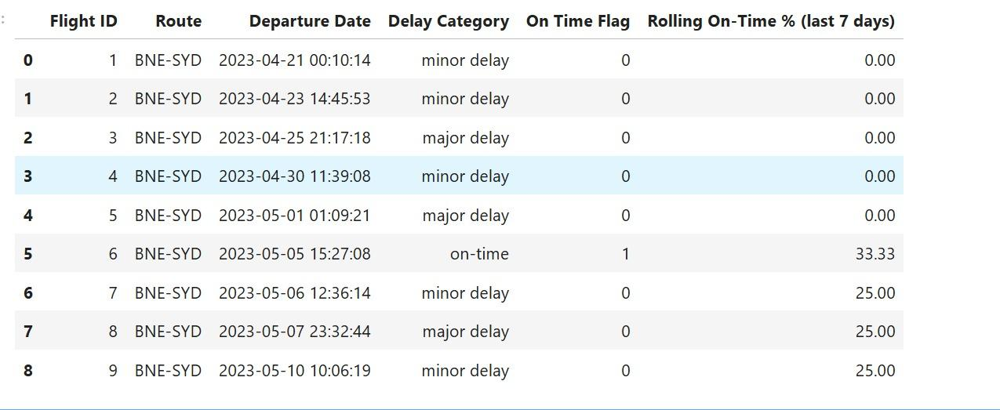 :
Flight ID Route Departure Date Delay Category On Time Flag Rolling On-Time % (last 7 days)
0 1 BNE-SYD 2023-04-21 00:10:14 minor delay 0 0.00
1 2 BNE-SYD 2023-04-23 14:45:53 minor delay 0 0.00
2 3 BNE-SYD 2023-04-25 21:17:18 major delay 0 0.00
3 4 BNE-SYD 2023-04-30 11:39:08 minor delay 0 0.00
4 5 BNE-SYD 2023-05-01 01:09:21 major delay 0 0.00
5 6 BNE-SYD 2023-05-05 15:27:08 on-time 1 33.33
6 7 BNE-SYD 2023-05-06 12:36:14 minor delay 0 25.00
7 8 BNE-SYD 2023-05-07 23:32:44 major delay 0 25.00
8 9 BNE-SYD 2023-05-10 10:06:19 minor delay 0 25.00